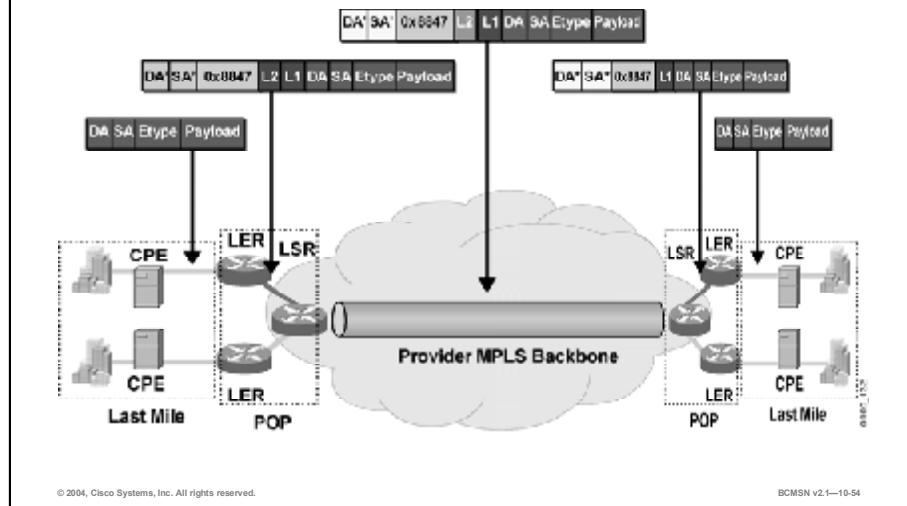 DA' SA' 0x8847 L2 L1 DA SA Etype Payload
DA' SA' 0x8847 L2 L1 DA SA Etype Payload
DA" SA" 0x8847 L1 DA SA Etype Payload
DA SA Etype Payload
DA SA Etype Payload
LER
LSR
CPE
LSR
LER
CPE
Provider MPLS Backbone
CPE
LER
LER
CPE
Last Mile
POP
POP
Last Mile
© 2004, Cisco Systems, Inc. All rights reserved.
BCMSN v2.1—10-54